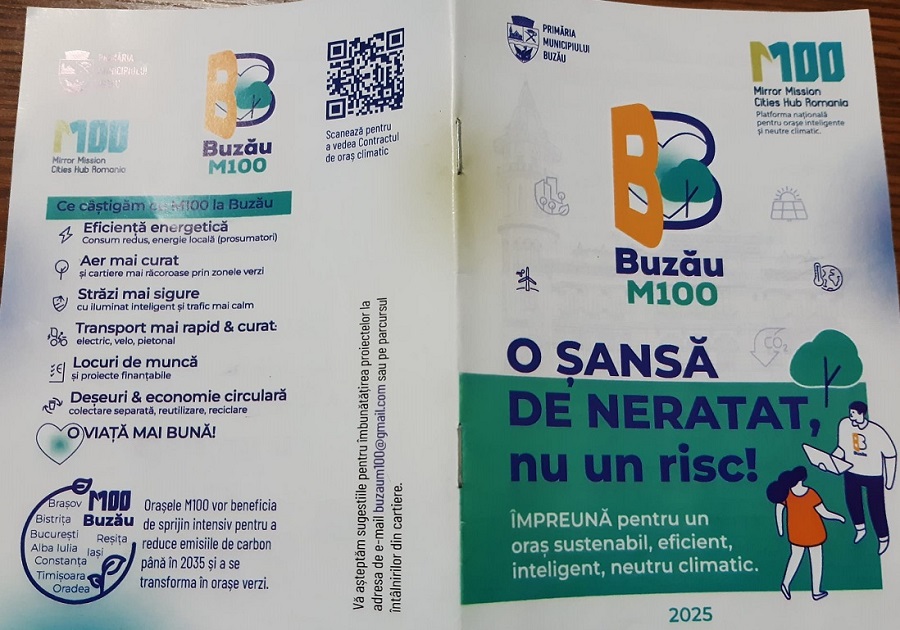 PRIMĂRIA
MUNICIPIULUI
Buzău
M100
Scanează pentru
a vedea Contractul
de oraș climatic
M100
Mirror Mission
Cities Hub Romania
Ce câștigăm cu M100 la Buzău
Eficiență energetică
Consum redus, energie locală (prosumatori)
Aer mai curat
și cartiere mai răcoroase prin zonele verzi
Străzi mai sigure
cu iluminat inteligent și trafic mai calm
Transport mai rapid & curat:
electric, velo, pietonal
Locuri de muncă
și proiecte finanțabile
Deșeuri & economie circulară
colectare separată, reutilizare, reciclare
O VIAȚĂ MAI BUNĂ!
M100
Buzău
Brașov
Bistrița
București
Reșița
Alba Iulia
Iași
Constanța
Timișoara
Oradea
Orașele M100 vor beneficia
de sprijin intensiv pentru a
reduce emisiile de carbon
până în 2035 și a se
transforma în orașe verzi.
Vă așteptăm sugestiile pentru îmbunătățirea proiectelor la
adresa de e-mail buzaum100@gmail.com sau pe parcursul
întâlnirilor din cartiere.
PRIMĂRIA
MUNICIPIULUI
BUZĂU
M100
Mirror Mission
Cities Hub Romania
Platforma națională
pentru orașe inteligente
și neutre climatic.
B
Buzău
M100
CO2
O ȘANSĂ
DE NERATAT,
nu un risc!
B
ÎMPREUNĂ pentru un
oraș sustenabil, eficient,
inteligent, neutru climatic.
2025